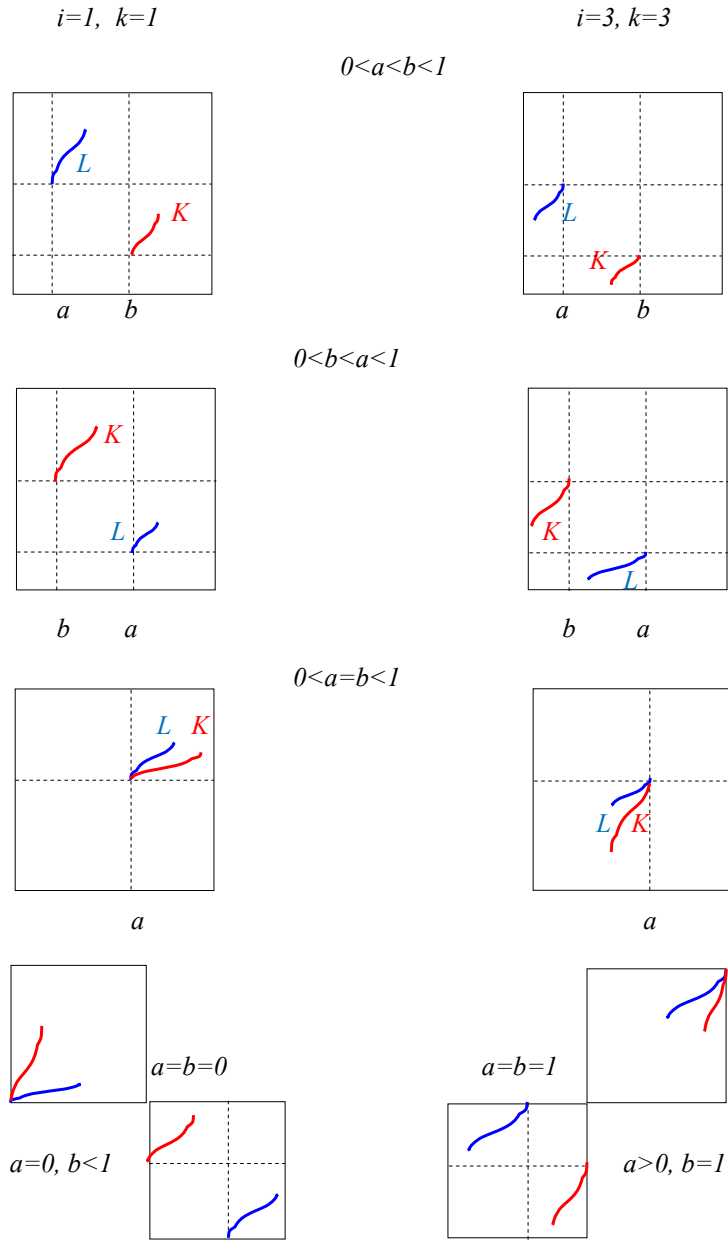 i=1, k=1
i=3, k=3
0<a<b<1
L
K
a
b
L
K
a
b
0<b<a<1
K
L
b
a
K
L
b
a
0<a=b<1
L
K
a
L
K
a
a=b=0
a=b=1
a=0, b<1
a>0, b=1